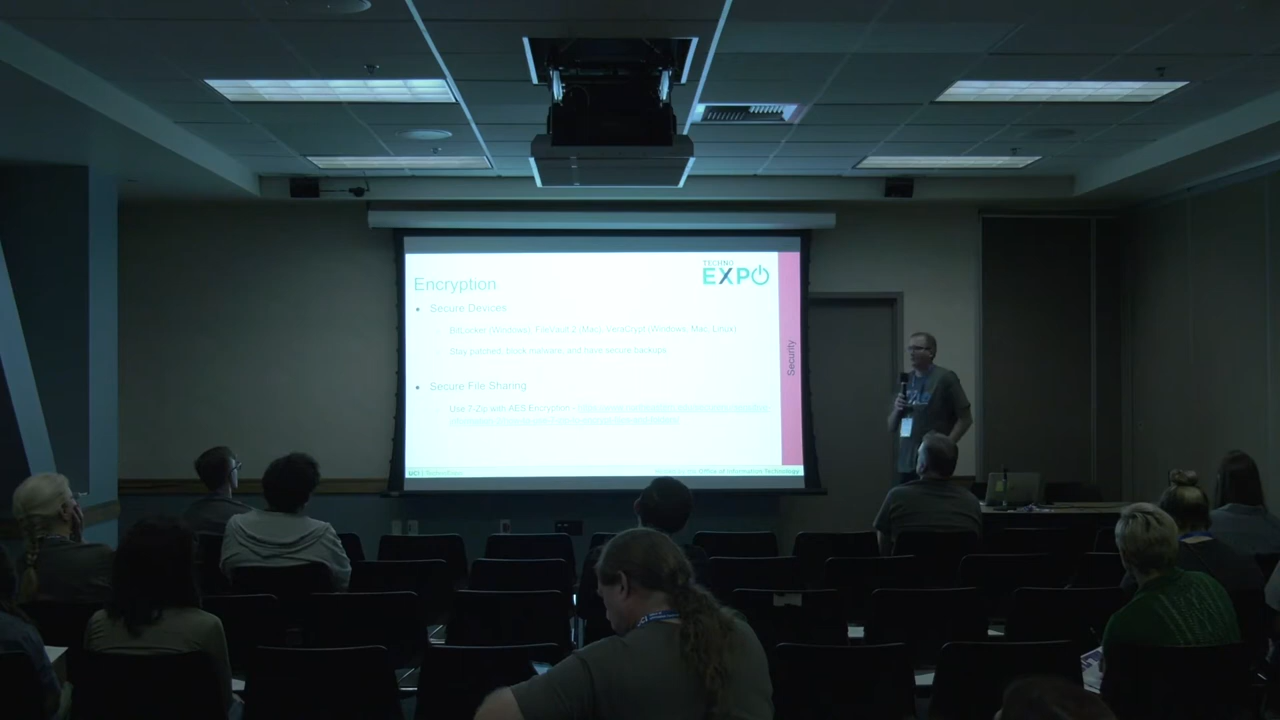 TECHNO
EXPO
Encryption
Secure Devices
Bitlocker (Windows), FileVault 2 (Mac), VeraCrypt (Windows, Mac, Linux)
Stay patched, block malware, and have secure backups
Secure File Sharing
Use 7-Zip with AES Encryption -
Security
UCI
Office of Information Technology